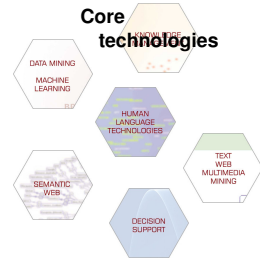 Core
technologies
KNOWLEDGE
DATA MINING
MACHINE
LEARNING
HUMAN
LANGUAGE
TECHNOLOGIES
TEXT
WEB
MULTIMEDIA
MINING
SEMANTIC
WEB
DECISION
SUPPORT